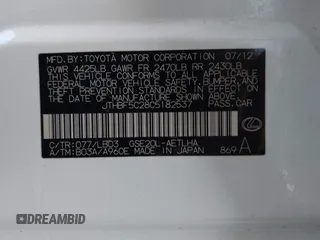 MFD. BY: TOYOTA MOTOR CORPORATION 07/12
GVWR 4425LB GAWR FR 2470LB RR 2430LB
THIS VEHICLE CONFORMS TO ALL APPLICABLE
FEDERAL MOTOR VEHICLE SAFETY, BUMPER, AND
THEFT PREVENTION STANDARDS IN EFFECT ON THE DATE
OF MANUFACTURE SHOWN ABOVE.
JTHBF5C28C5182537 PASS.CAR
C/TR:077/LBD3 GSE20L-AETLHA
A/TM:B03A/A960E MADE IN JAPAN 869 A
DREAMBID